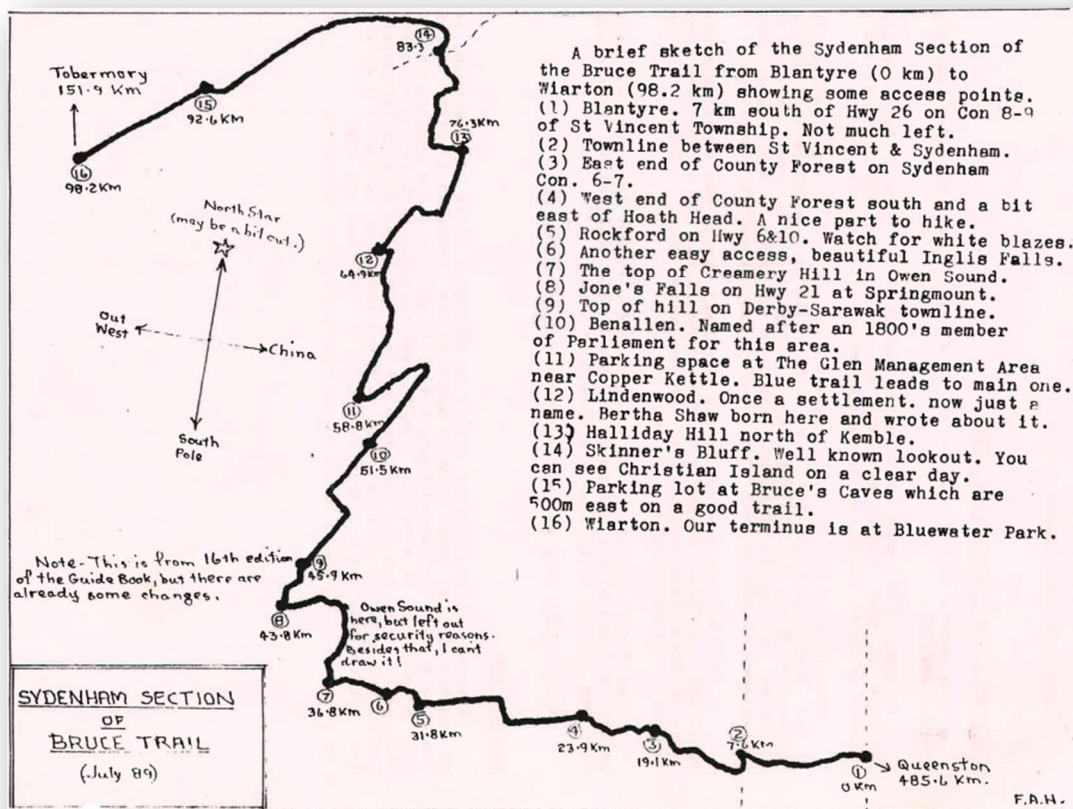 A brief sketch of the Sydenham Section of
the Bruce Trail from Blantyre (0 km) to
Wiarton (98.2 km) showing some access points.
(1) Blantyre. 7 km south of Hwy 26 on Con 8-9
of St Vincent Township. Not much left.
(2) Townline between St Vincent & Sydenham.
(3) East end of County Forest on Sydenham
Con. 6-7.
(4) West end of County Forest south and a bit
east of Hoath Head. A nice part to hike.
(5) Rockford on Hwy 6&10. Watch for white blazes.
(6) Another easy access, beautiful Inglis Falls.
(7) The top of Creamery Hill in Owen Sound.
(8) Jone's Falls on Hwy 21 at Springmount.
(9) Top of hill on Derby-Sarawak townline.
(10) Benallen. Named after an 1800's member
of Parliament for this area.
(11) Parking space at The Glen Management Area
near Copper Kettle. Blue trail leads to main one.
(12) Lindenwood. Once a settlement. now just a
name. Bertha Shaw born here and wrote about it.
(13) Halliday Hill north of Kemble.
(14) Skinner's Bluff. Well known lookout. You
can see Christian Island on a clear day.
(15) Parking lot at Bruce's Caves which are
500m east on a good trail.
(16) Wiarton. Our terminus is at Bluewater Park.
14
83.3
Tobermory
151.9 Km
15
92.6 Km
76.3Km
13
16
98.2Km
North Star
(may be a bit out.)
12
64.9Km
Out
West
China
South
Pole
11
58.8Km
10
51.5Km
Note-This is from 16th edition
of the Guide Book, but there are
already some changes.
9
45.9Km
8
43.8Km
Owen Sound is
here, but left out
for security reasons.
Besides that, I cant
draw it!
7
36.8Km
6
5
31.8Km
4
23.9Km
3
19.1Km
2
7.6Km
1
0Km
Queenston
485.6 Km.
SYDENHAM SECTION
OF
BRUCE TRAIL
(July 89)
F.A.H.